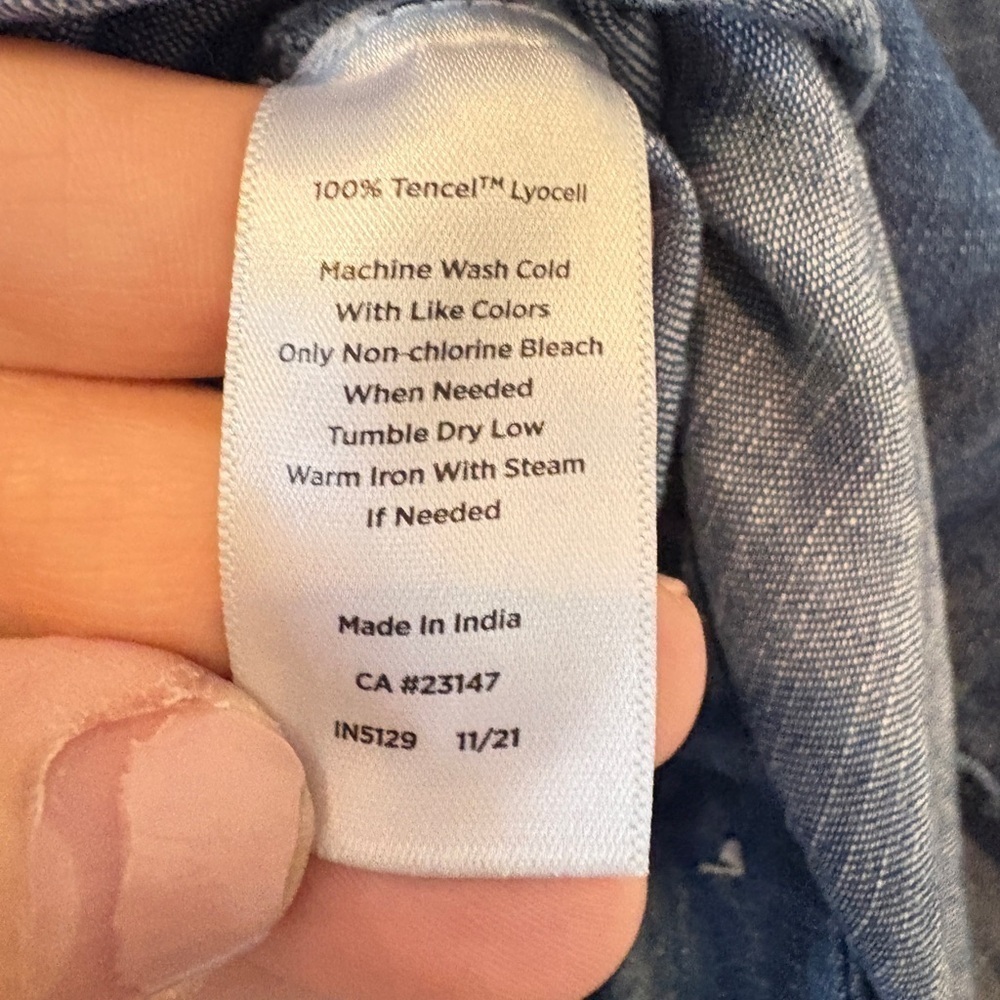 100% Tencel™ Lyocell
Machine Wash Cold
With Like Colors
Only Non-chlorine Bleach
When Needed
Tumble Dry Low
Warm Iron With Steam
If Needed
Made In India
CA #23147
IN5129 11/21